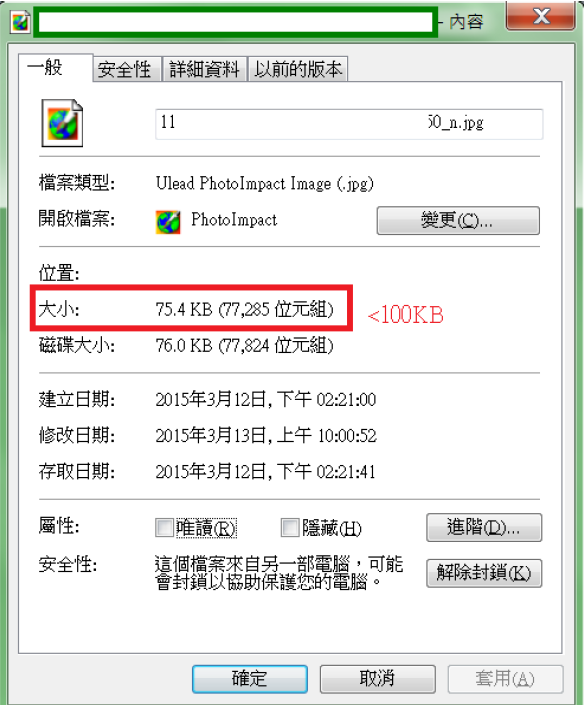 - 內容
一般 安全性 詳細資料 以前的版本
11 50_n.jpg
檔案類型: Ulead PhotoImpact Image (.jpg)
開啟檔案: PhotoImpact 變更(C)...
位置:
大小: 75.4 KB (77,285 位元組) <100KB
磁碟大小: 76.0 KB (77,824 位元組)
建立日期: 2015年3月12日, 下午 02:21:00
修改日期: 2015年3月13日, 上午 10:00:52
存取日期: 2015年3月12日, 下午 02:21:41
屬性: 唯讀(R) 隱藏(H) 進階(D)...
安全性: 這個檔案來自另一部電腦，可能
會封鎖以協助保護您的電腦。 解除封鎖(K)
確定 取消 套用(A)